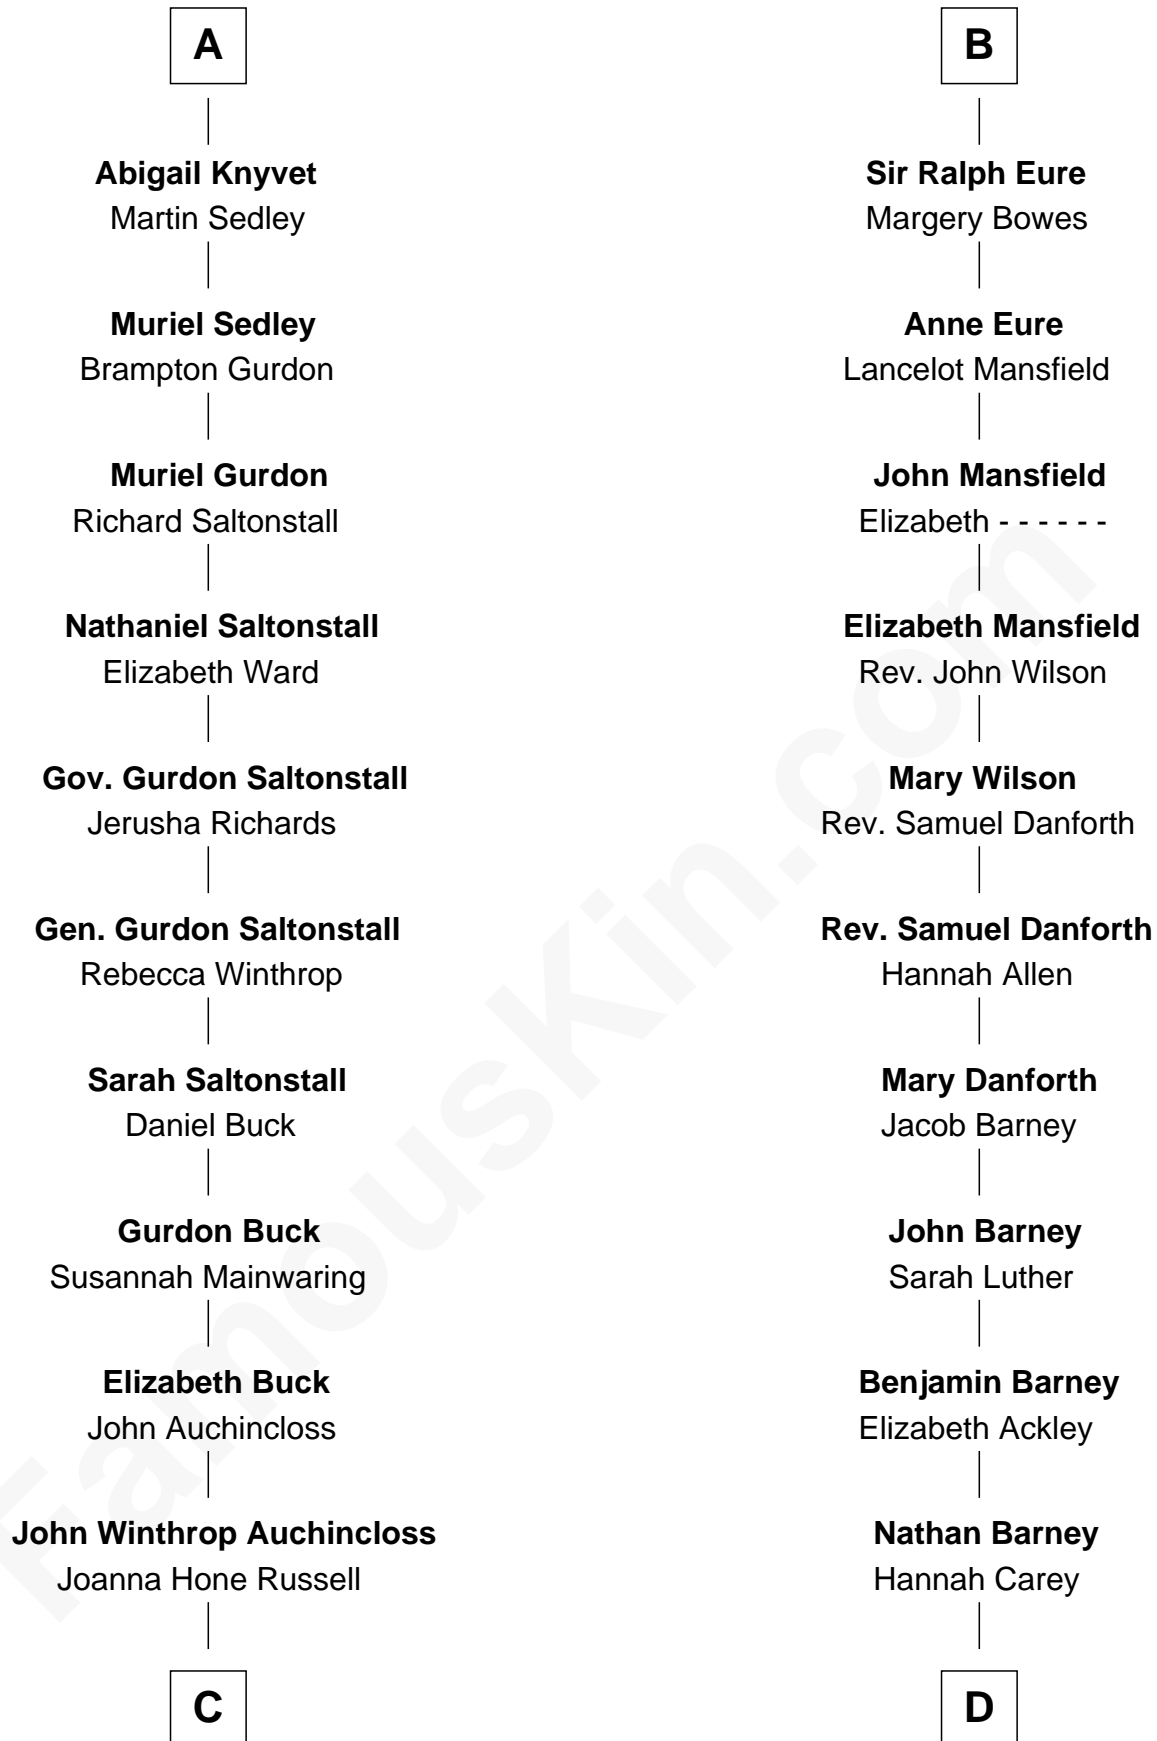 A
Abigail Knyvet
Martin Sedley
Muriel Sedley
Brampton Gurdon
Muriel Gurdon
Richard Saltonstall
Nathaniel Saltonstall
Elizabeth Ward
Gov. Gurdon Saltonstall
Jerusha Richards
Gen. Gurdon Saltonstall
Rebecca Winthrop
Sarah Saltonstall
Daniel Buck
Gurdon Buck
Susannah Mainwaring
Elizabeth Buck
John Auchincloss
John Winthrop Auchincloss
Joanna Hone Russell
C
B
Sir Ralph Eure
Margery Bowes
Anne Eure
Lancelot Mansfield
John Mansfield
Elizabeth - - - - - -
Elizabeth Mansfield
Rev. John Wilson
Mary Wilson
Rev. Samuel Danforth
Rev. Samuel Danforth
Hannah Allen
Mary Danforth
Jacob Barney
John Barney
Sarah Luther
Benjamin Barney
Elizabeth Ackley
Nathan Barney
Hannah Carey
D
FamousKin.com